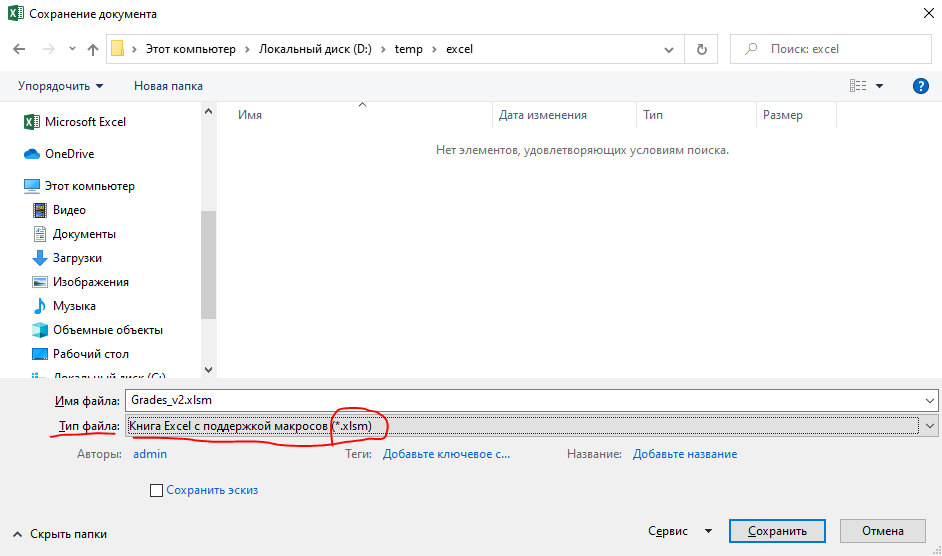 Сохранение документа
Этот компьютер > Локальный диск (D:) > temp > excel
Поиск: excel
Упорядочить
Новая папка
?
Имя
Дата изменения
Тип
Размер
Нет элементов, удовлетворяющих условиям поиска.
Microsoft Excel
OneDrive
Этот компьютер
Видео
Документы
Загрузки
Изображения
Музыка
Объемные объекты
Рабочий стол
Локальный диск (C:)
Имя файла: Grades_v2.xlsm
Тип файла: Книга Excel с поддержкой макросов (*.xlsm)
Авторы: admin
Теги: Добавьте ключевое с...
Название: Добавьте название
Сохранить эскиз
Скрыть папки
Сервис
Сохранить
Отмена